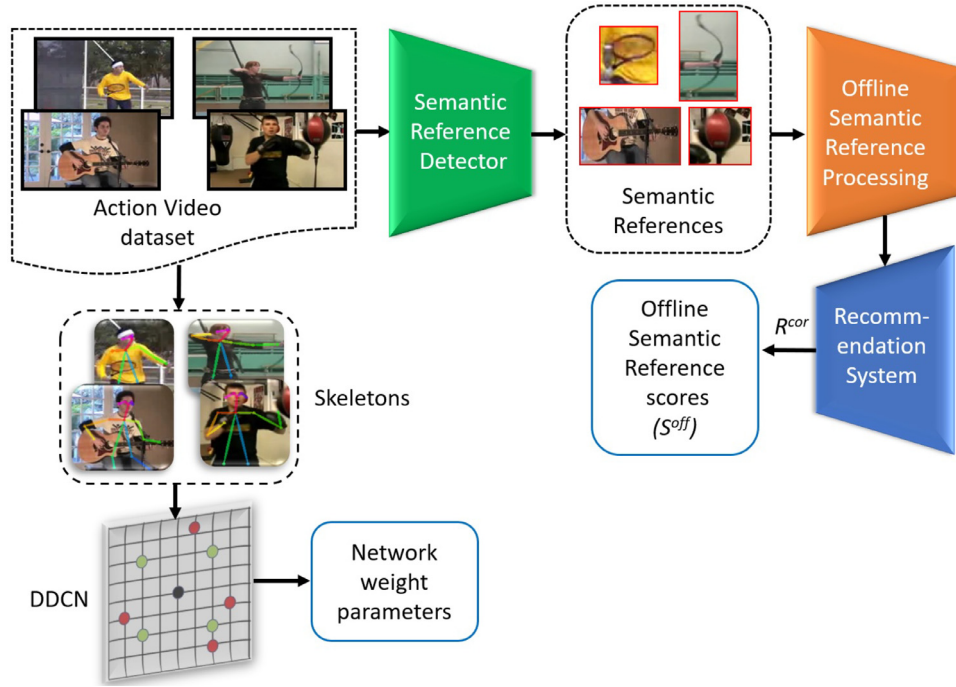 Action Video
dataset
Semantic
Reference
Detector
Semantic
References
Offline
Semantic
Reference
Processing
Recomm-
endation
System
R^cor
Offline
Semantic
Reference
scores
(S^off)
Skeletons
DDCN
Network
weight
parameters